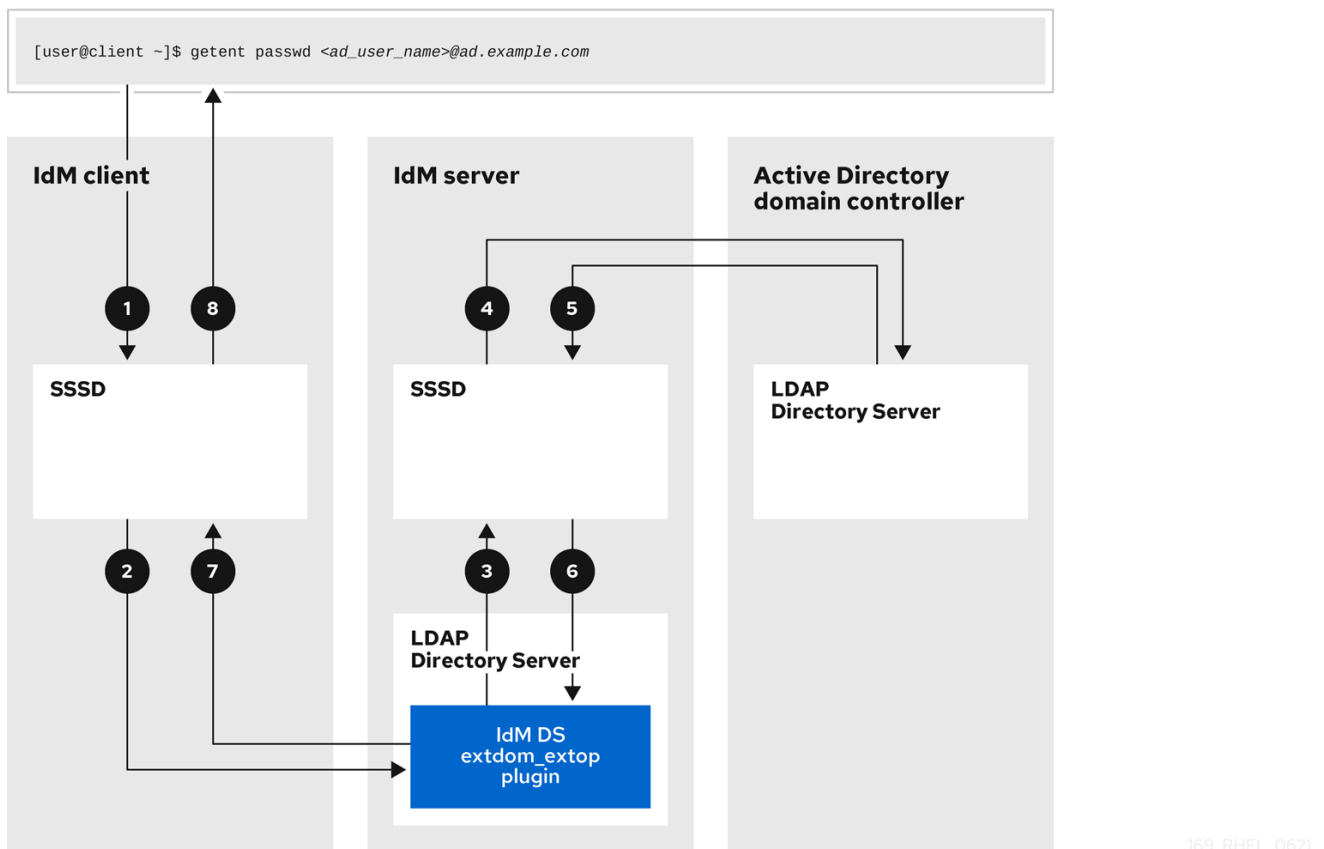 [user@client ~]$ getent passwd <ad_user_name>@ad.example.com
IdM client
IdM server
Active Directory
domain controller
1
8
4
5
SSSD
SSSD
LDAP
Directory Server
2
7
3
6
LDAP
Directory Server
IdM DS
extdom_extop
plugin
169_RHEL_0621